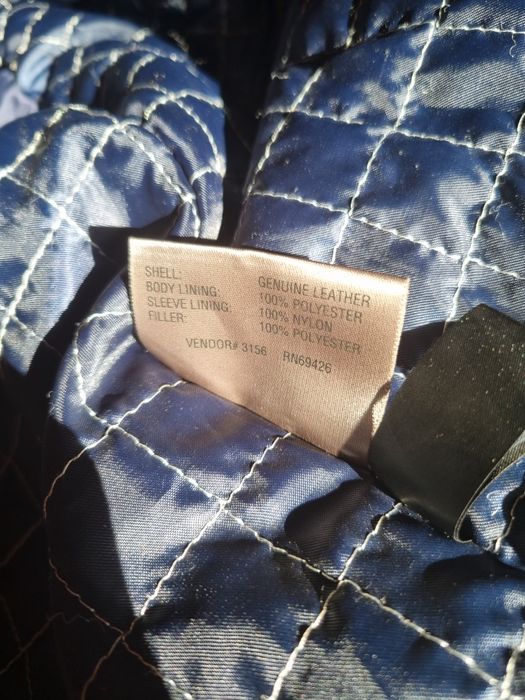 SHELL: GENUINE LEATHER
BODY LINING: 100% POLYESTER
SLEEVE LINING: 100% NYLON
FILLER: 100% POLYESTER
VENDOR# 3156 RN69426